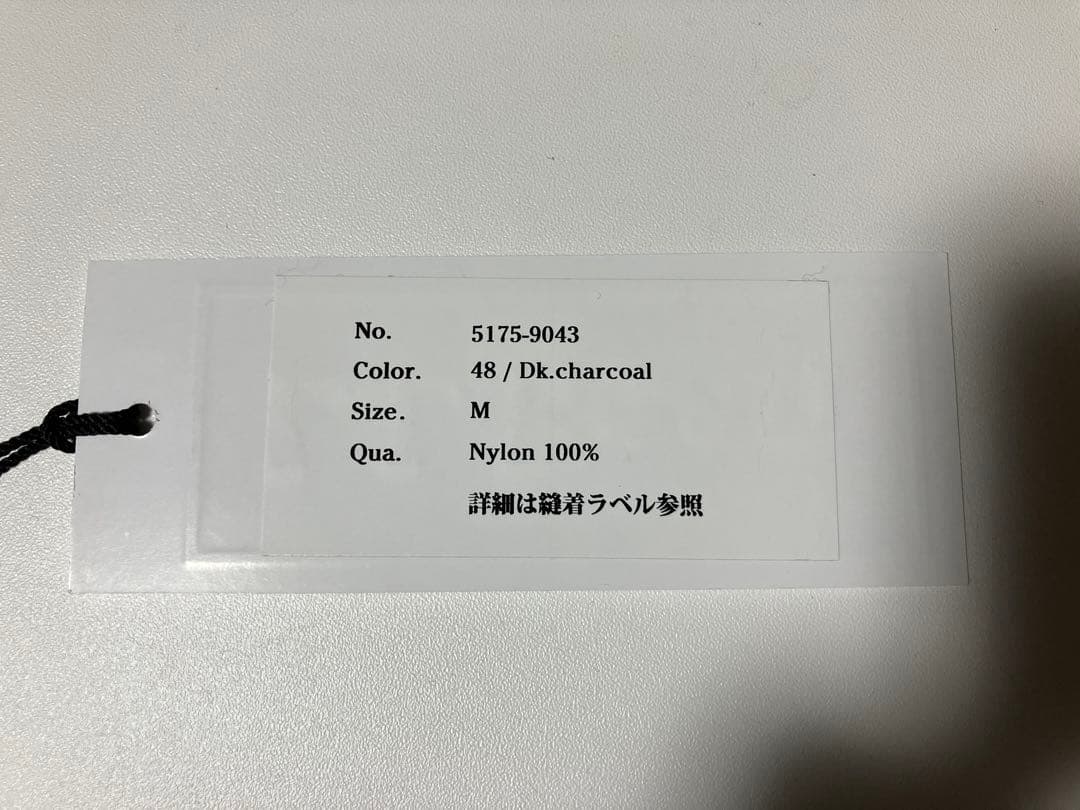 No. 5175-9043
Color. 48 / Dk.charcoal
Size. M
Qua. Nylon 100%
詳細は縫着ラベル参照